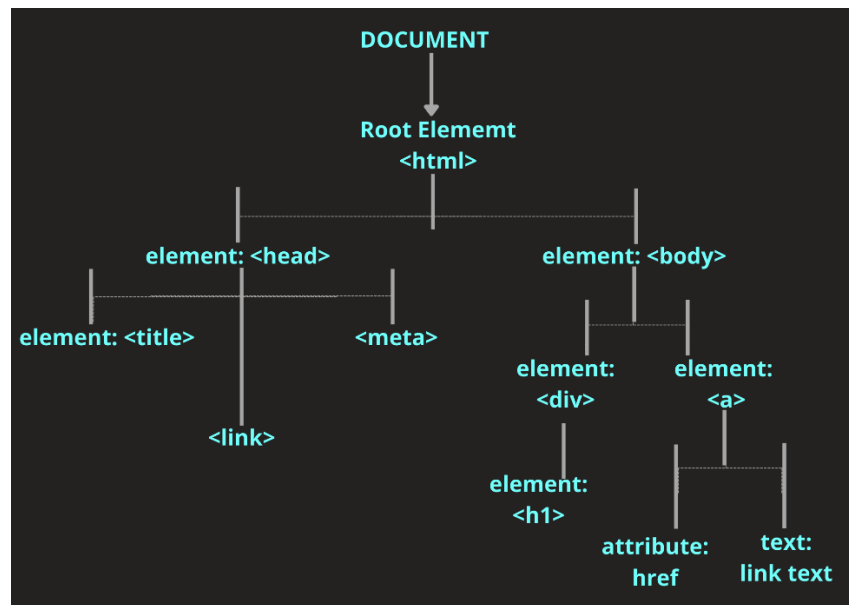 DOCUMENT
Root Elememt
<html>
element: <head>
element: <body>
element: <title>
<meta>
element:
<div>
element:
<a>
<link>
element:
<h1>
attribute:
href
text:
link text